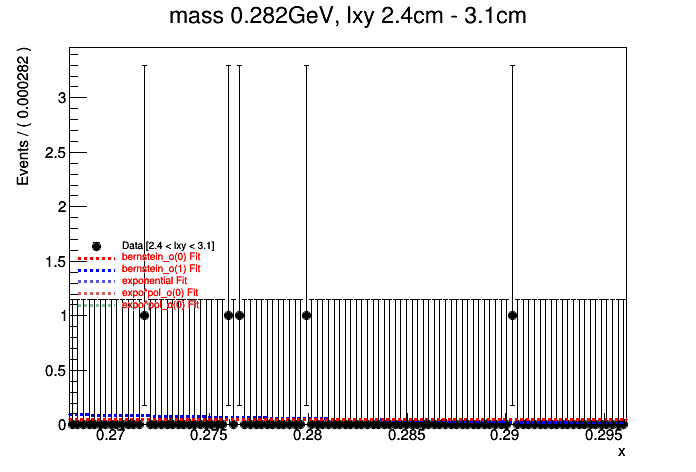 mass 0.282GeV, lxy 2.4cm - 3.1cm
Events / ( 0.000282 )
3
2.5
2
1.5
1
0.5
0
Data [2.4 < lxy < 3.1]
bernstein_o(0) Fit
bernstein_o(1) Fit
exponential Fit
0.27
0.275
0.28
0.285
0.29
0.295
x